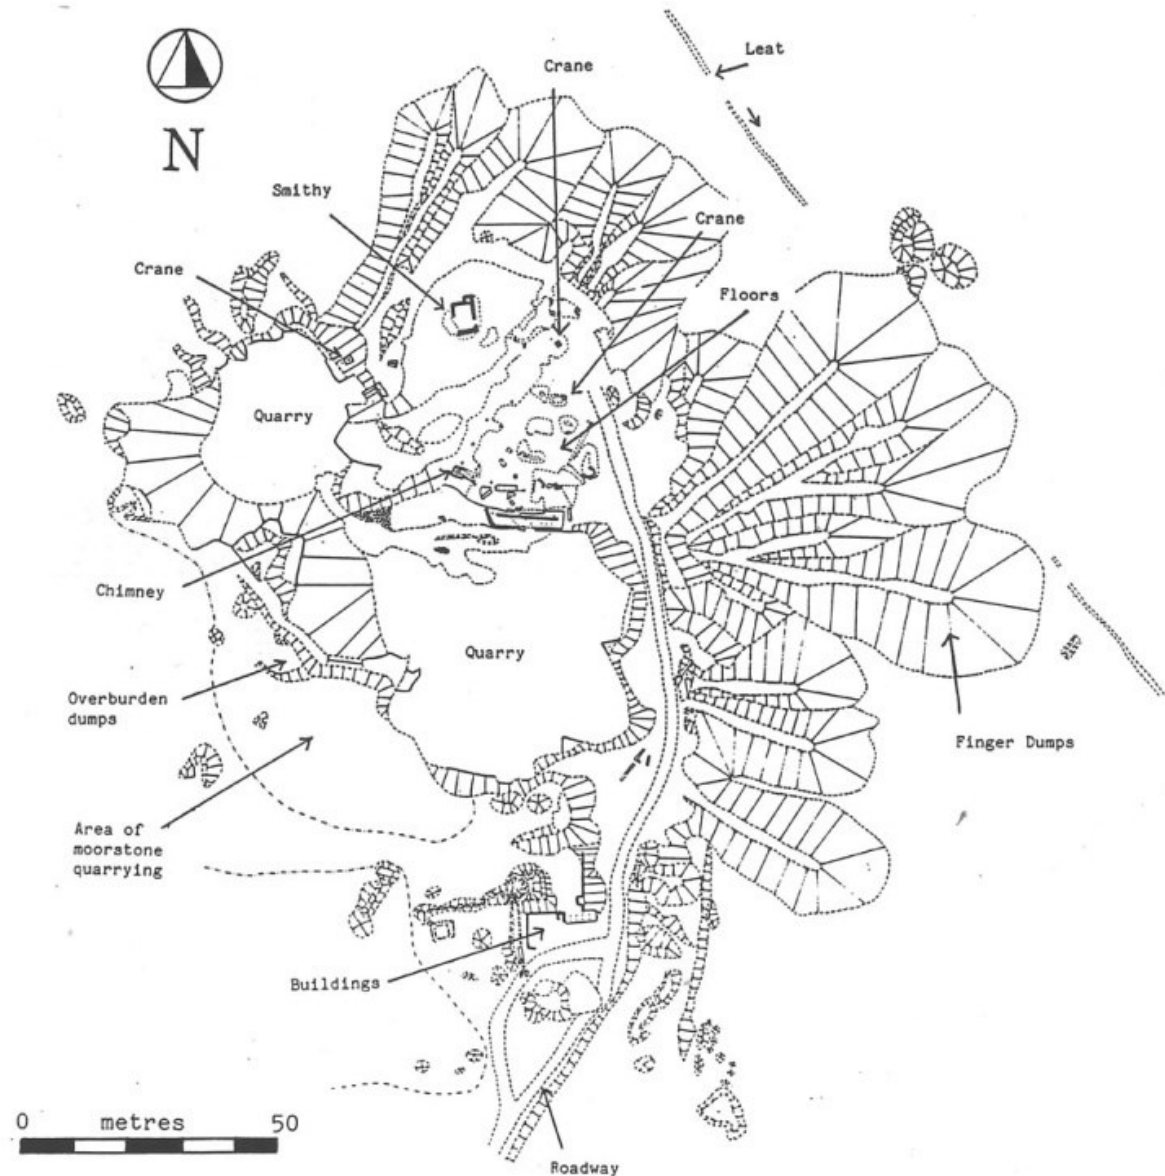 Leat
Crane
N
Smithy
Crane
Crane
Floors
Quarry
Chimney
Quarry
Overburden
dumps
Finger Dumps
Area of
moorstone
quarrying
Buildings
0 metres 50
Roadway